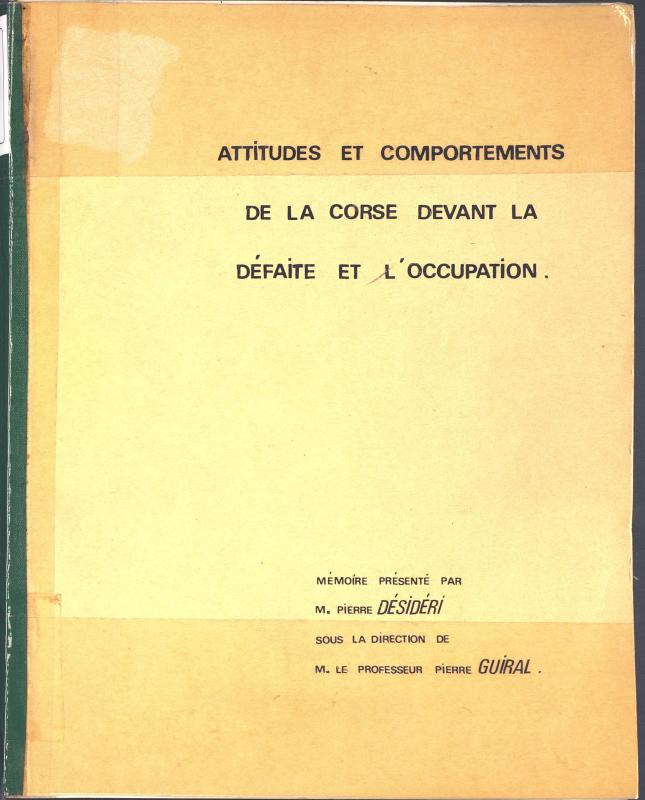 ATTITUDES ET COMPORTEMENTS
DE LA CORSE DEVANT LA
DÉFAITE ET L'OCCUPATION.
MÉMOIRE PRÉSENTÉ PAR
M. PIERRE DÉSIDÉRI
SOUS LA DIRECTION DE
M. LE PROFESSEUR PIERRE GUIRAL.